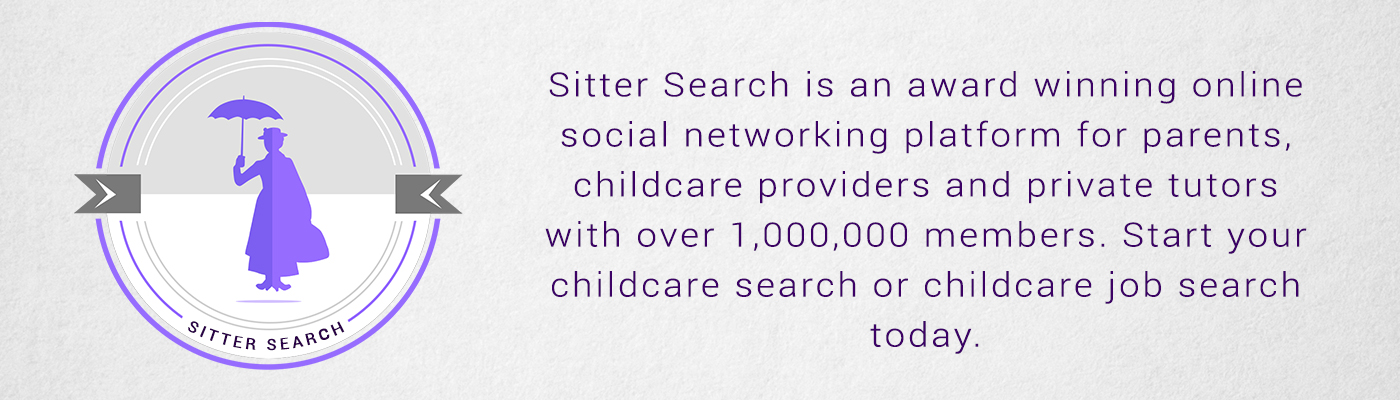 SITTER SEARCH
Sitter Search is an award winning online
social networking platform for parents,
childcare providers and private tutors
with over 1,000,000 members. Start your
childcare search or childcare job search
today.